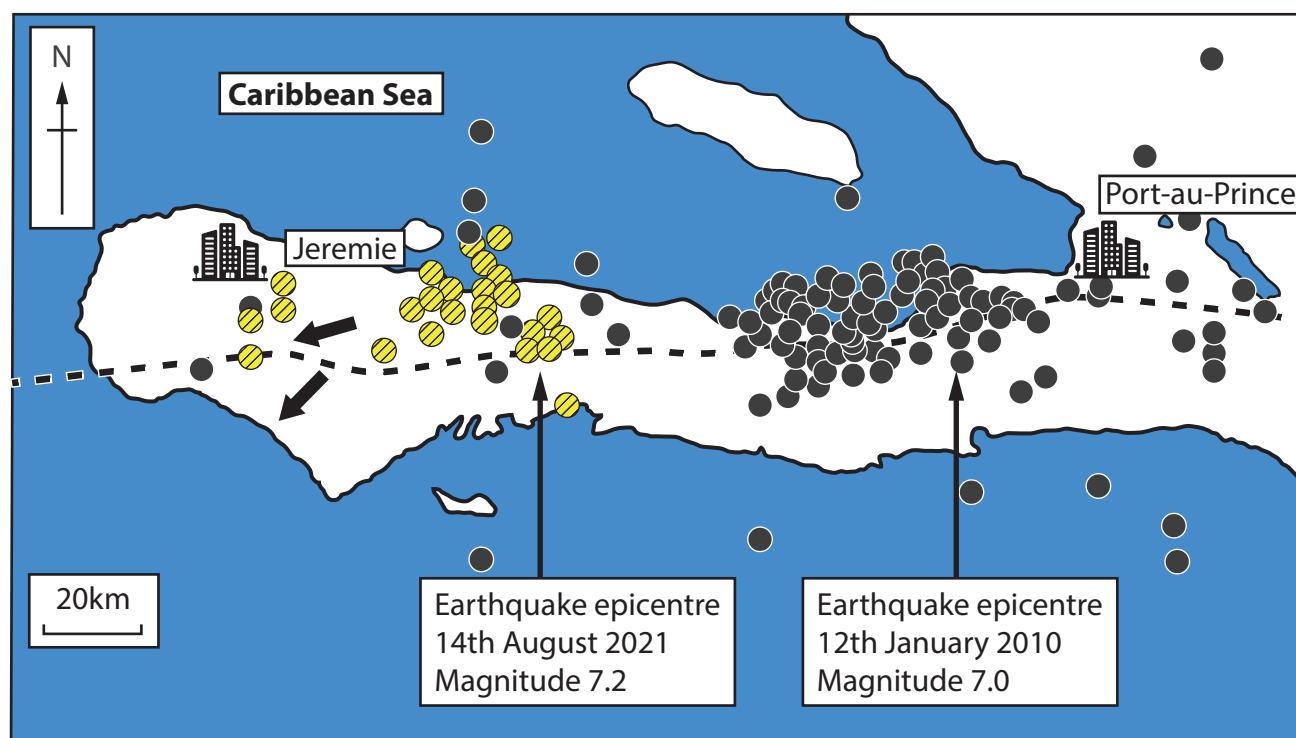 N
Caribbean Sea
Port-au-Prince
Jeremie
20km
Earthquake epicentre
14th August 2021
Magnitude 7.2
Earthquake epicentre
12th January 2010
Magnitude 7.0